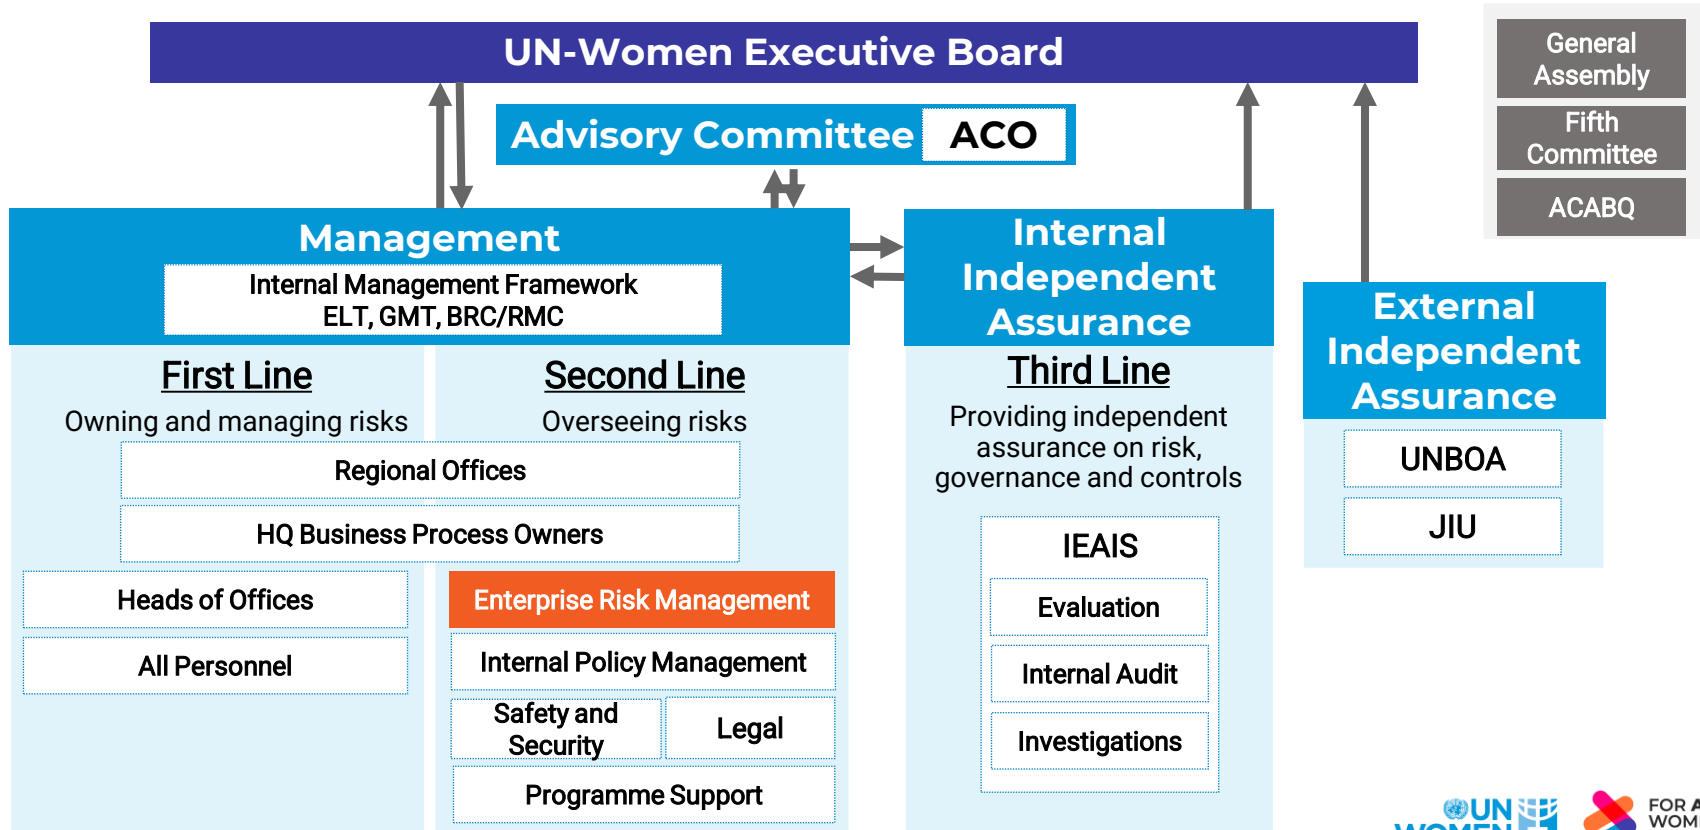 UN-Women Executive Board
General
Assembly
Fifth
Committee
ACABQ
Advisory Committee ACO
Management
Internal Management Framework
ELT, GMT, BRC/RMC
First Line
Owning and managing risks
Second Line
Overseeing risks
Regional Offices
HQ Business Process Owners
Heads of Offices
All Personnel
Enterprise Risk Management
Internal Policy Management
Safety and
Security
Legal
Programme Support
Internal
Independent
Assurance
Third Line
Providing independent
assurance on risk,
governance and controls
IEAIS
Evaluation
Internal Audit
Investigations
External
Independent
Assurance
UNBOA
JIU
UN
WOMEN
FOR